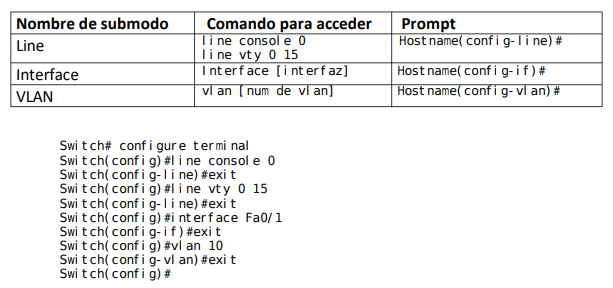 Nombre de submodo Comando para acceder Prompt
Line line console 0 Hostname(config-line)#
line vty 0 15
Interface Interface [interfaz] Hostname(config-if)#
VLAN vlan [num de vlan] Hostname(config-vlan)#
Switch# configure terminal
Switch(config)#line console 0
Switch(config-line)#exit
Switch(config)#line vty 0 15
Switch(config-line)#exit
Switch(config)#interface Fa0/1
Switch(config-if)#exit
Switch(config)#vlan 10
Switch(config-vlan)#exit
Switch(config)#